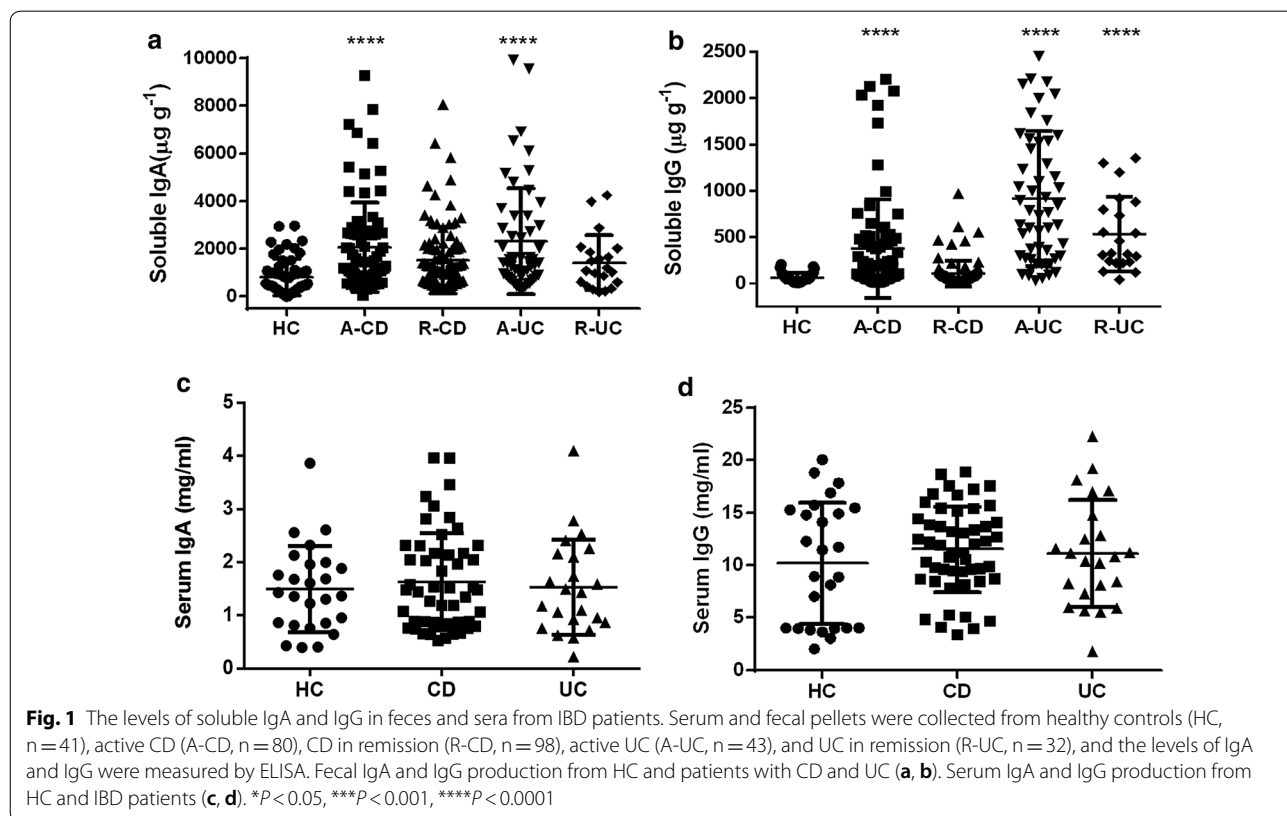 a
****
****
Soluble IgA(µg g⁻¹)
10000
8000
6000
4000
2000
0
HC
A-CD
R-CD
A-UC
R-UC
b
****
****
****
Soluble IgG (µg g⁻¹)
2500
2000
1500
1000
500
0
HC
A-CD
R-CD
A-UC
R-UC
c
Serum IgA (mg/ml)
5
4
3
2
1
0
HC
CD
UC
d
Serum IgG (mg/ml)
25
20
15
10
5
0
HC
CD
UC
Fig. 1 The levels of soluble IgA and IgG in feces and sera from IBD patients. Serum and fecal pellets were collected from healthy controls (HC,
n = 41), active CD (A-CD, n = 80), CD in remission (R-CD, n = 98), active UC (A-UC, n = 43), and UC in remission (R-UC, n = 32), and the levels of IgA
and IgG were measured by ELISA. Fecal IgA and IgG production from HC and patients with CD and UC (a, b). Serum IgA and IgG production from
HC and IBD patients (c, d). *P < 0.05, ***P < 0.001, ****P < 0.0001